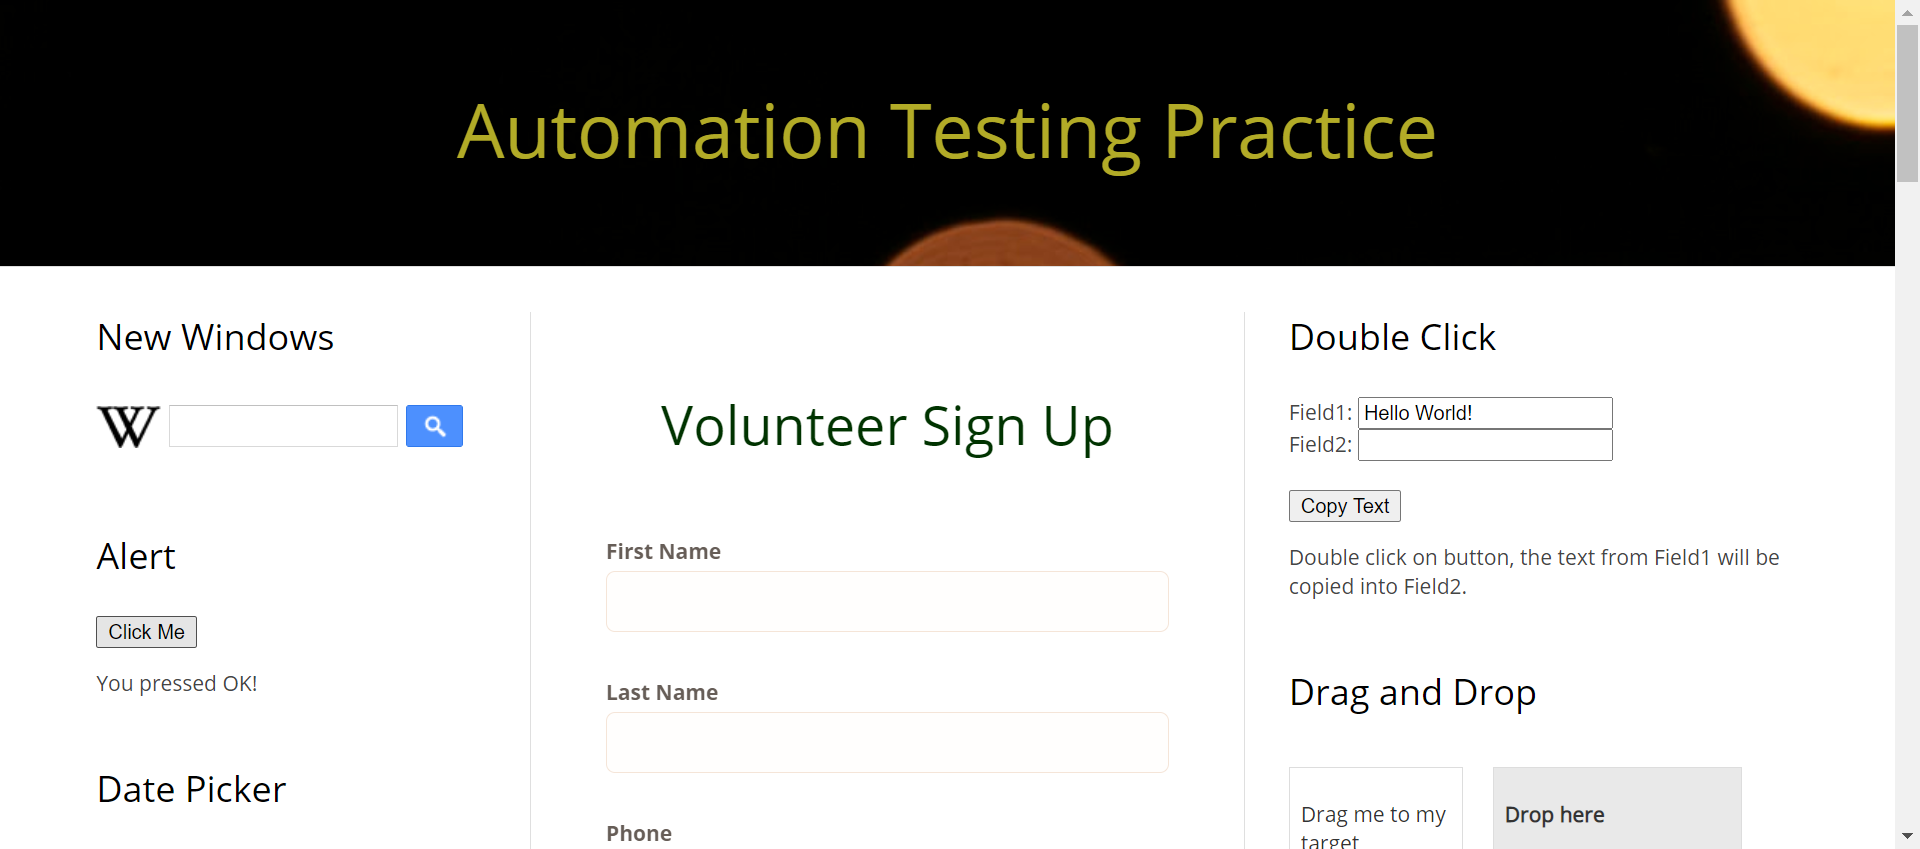 Automation Testing Practice
New Windows
W
Alert
Click Me
You pressed OK!
Date Picker
Volunteer Sign Up
First Name
Last Name
Phone
Double Click
Field1: Hello World!
Field2:
Copy Text
Double click on button, the text from Field1 will be
copied into Field2.
Drag and Drop
Drag me to my
target
Drop here